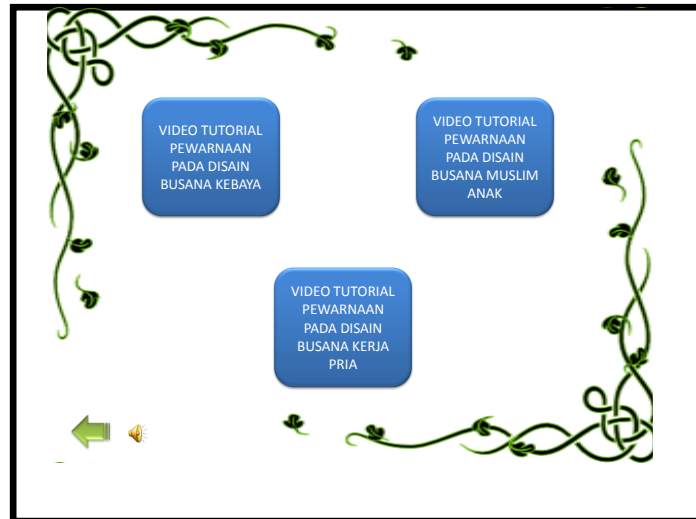 VIDEO TUTORIAL
PEWARNAAN
PADA DISAIN
BUSANA KEBAYA
VIDEO TUTORIAL
PEWARNAAN
PADA DISAIN
BUSANA MUSLIM
ANAK
VIDEO TUTORIAL
PEWARNAAN
PADA DISAIN
BUSANA KERJA
PRIA